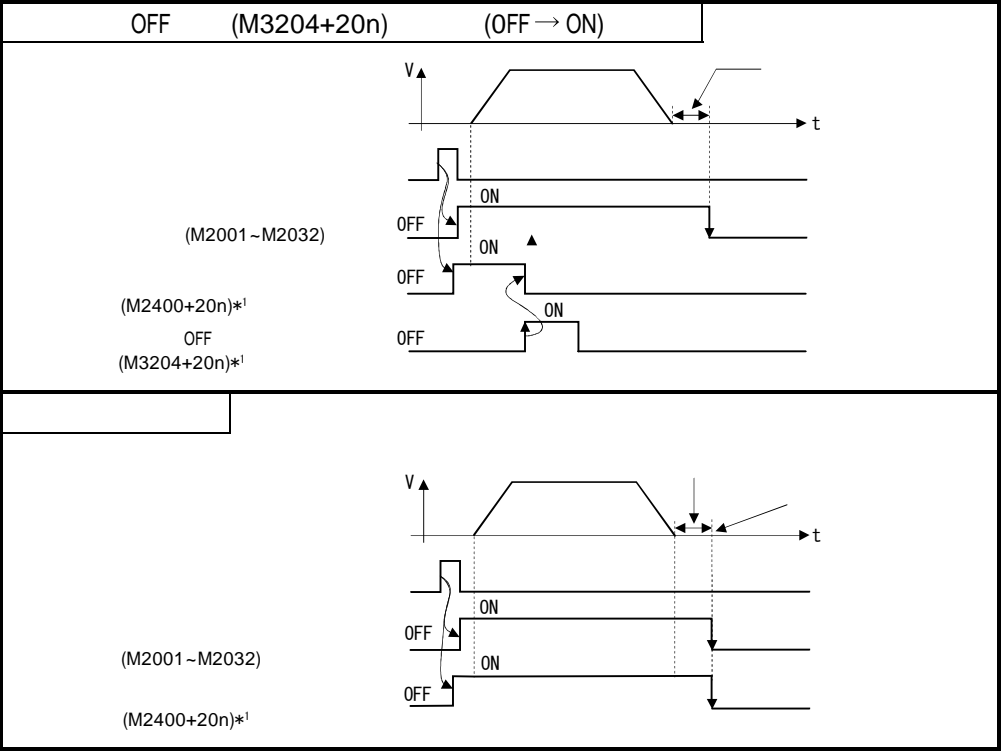 OFF (M3204+20n) (OFF→ON)
V
t
ON
OFF
(M2001~M2032)
ON
OFF
(M2400+20n)*1
ON
OFF
OFF
(M3204+20n)*1
V
t
ON
OFF
(M2001~M2032)
ON
OFF
(M2400+20n)*1